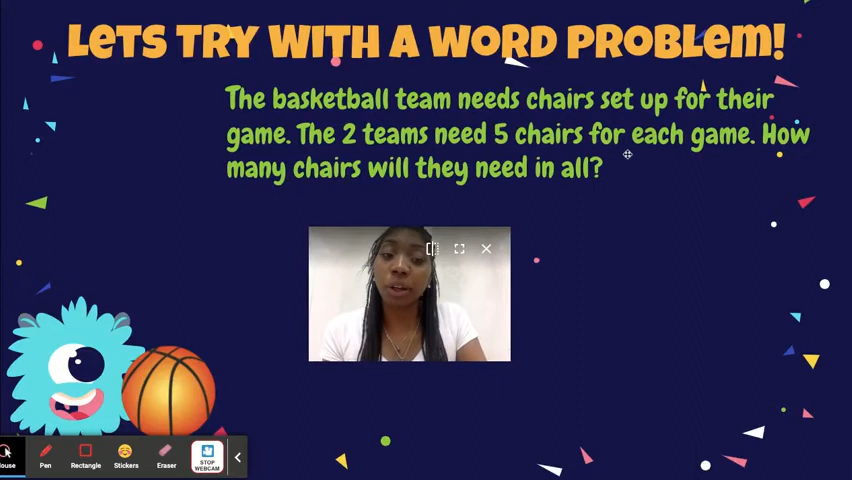 LETS TRY WITH A WORD PROBLEM!
The basketball team needs chairs set up for their
game. The 2 teams need 5 chairs for each game. How
many chairs will they need in all?
Mouse
Pen
Rectangle
Stickers
Eraser
STOP
WEBCAM